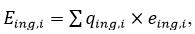 E_{ing,i} = ∑ q_{ing,i} × e_{ing,i},